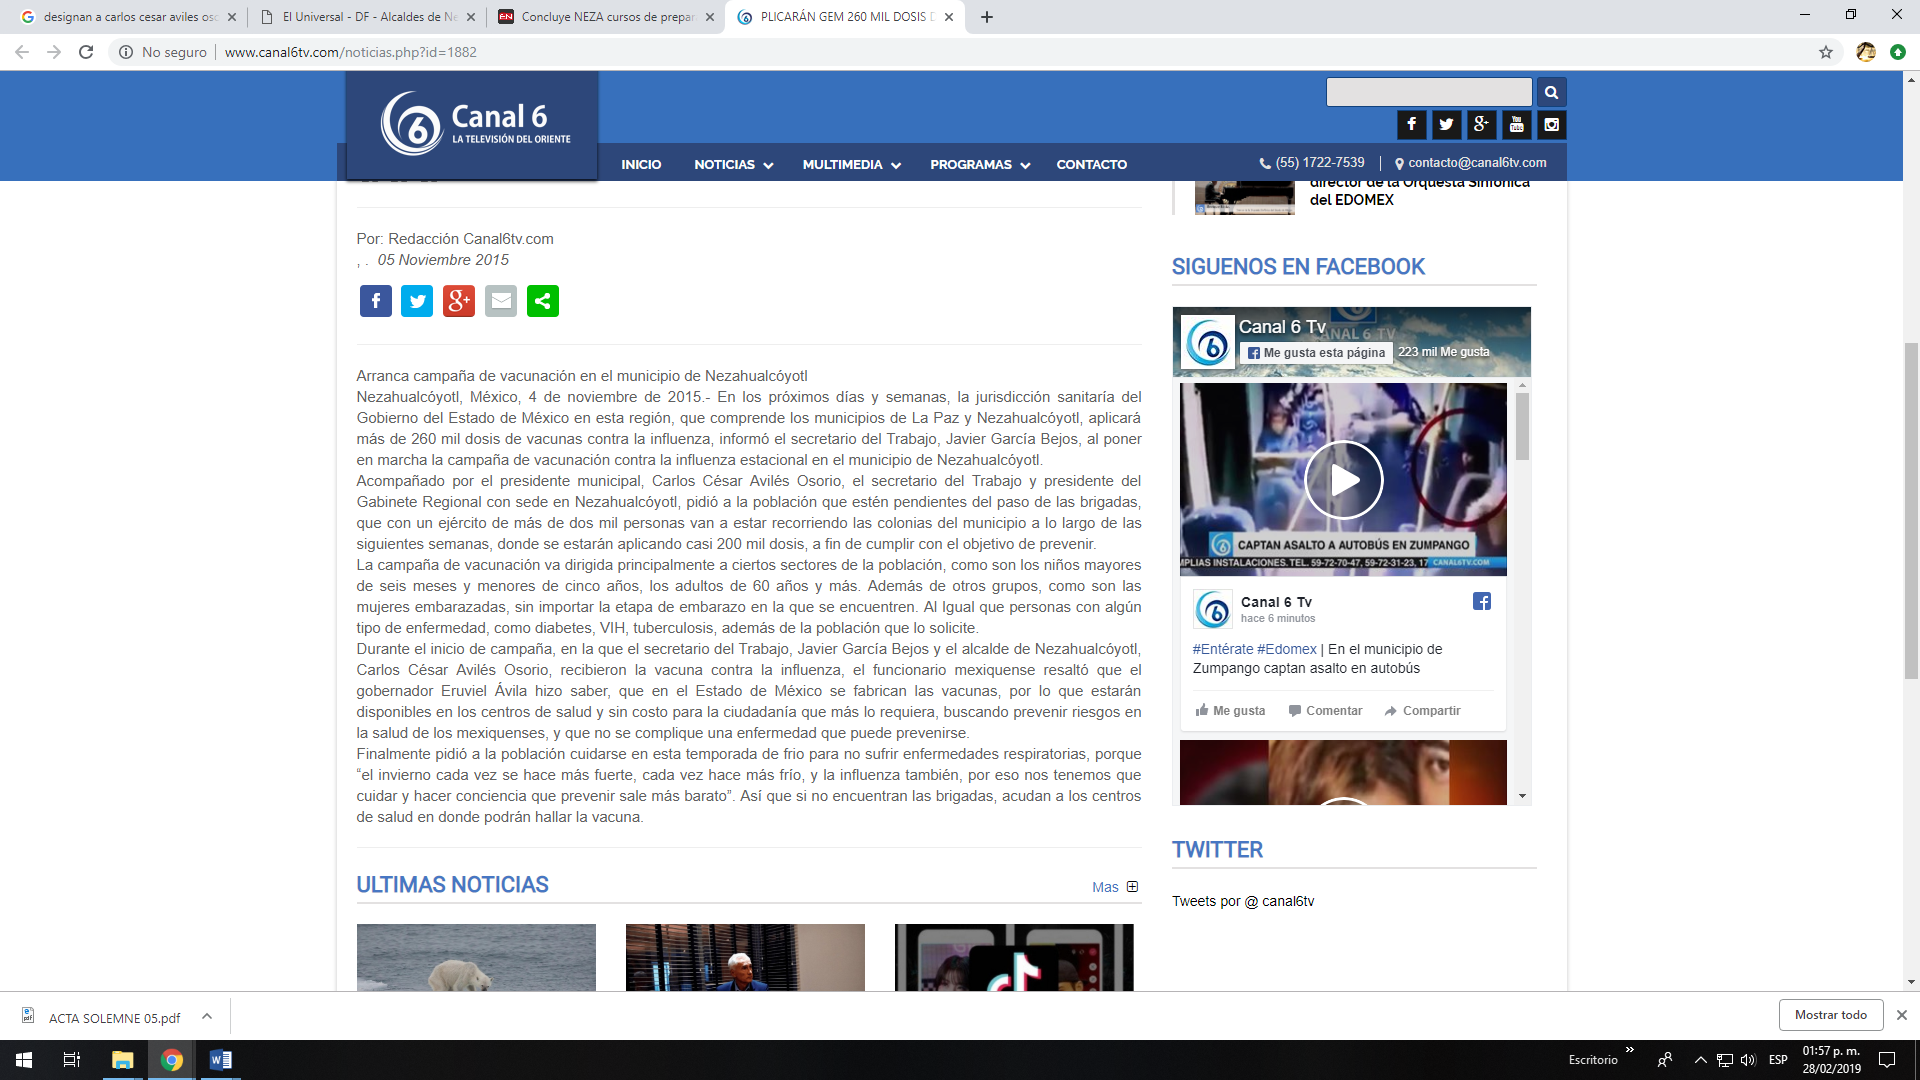 designan a carlos cesar aviles oso
El Universal - DF - Alcaldes de Ne
Concluye NEZA cursos de prepar
PLICARÁN GEM 260 MIL DOSIS D
No seguro
www.canal6tv.com/noticias.php?id=1882
Canal 6
LA TELEVISIÓN DEL ORIENTE
INICIO
NOTICIAS
MULTIMEDIA
PROGRAMAS
CONTACTO
(55) 1722-7539
contacto@canal6tv.com
director de la Orquesta Sinfónica
del EDOMEX
Por: Redacción Canal6tv.com
, . 05 Noviembre 2015
Arranca campaña de vacunación en el municipio de Nezahualcóyotl
Nezahualcóyotl, México, 4 de noviembre de 2015.- En los próximos días y semanas, la jurisdicción sanitaría del
Gobierno del Estado de México en esta región, que comprende los municipios de La Paz y Nezahualcóyotl, aplicará
más de 260 mil dosis de vacunas contra la influenza, informó el secretario del Trabajo, Javier García Bejos, al poner
en marcha la campaña de vacunación contra la influenza estacional en el municipio de Nezahualcóyotl.
Acompañado por el presidente municipal, Carlos César Avilés Osorio, el secretario del Trabajo y presidente del
Gabinete Regional con sede en Nezahualcóyotl, pidió a la población que estén pendientes del paso de las brigadas,
que con un ejército de más de dos mil personas van a estar recorriendo las colonias del municipio a lo largo de las
siguientes semanas, donde se estarán aplicando casi 200 mil dosis, a fin de cumplir con el objetivo de prevenir.
La campaña de vacunación va dirigida principalmente a ciertos sectores de la población, como son los niños mayores
de seis meses y menores de cinco años, los adultos de 60 años y más. Además de otros grupos, como son las
mujeres embarazadas, sin importar la etapa de embarazo en la que se encuentren. Al Igual que personas con algún
tipo de enfermedad, como diabetes, VIH, tuberculosis, además de la población que lo solicite.
Durante el inicio de campaña, en la que el secretario del Trabajo, Javier García Bejos y el alcalde de Nezahualcóyotl,
Carlos César Avilés Osorio, recibieron la vacuna contra la influenza, el funcionario mexiquense resaltó que el
gobernador Eruviel Ávila hizo saber, que en el Estado de México se fabrican las vacunas, por lo que estarán
disponibles en los centros de salud y sin costo para la ciudadanía que más lo requiera, buscando prevenir riesgos en
la salud de los mexiquenses, y que no se complique una enfermedad que puede prevenirse.
Finalmente pidió a la población cuidarse en esta temporada de frio para no sufrir enfermedades respiratorias, porque
“el invierno cada vez se hace más fuerte, cada vez hace más frío, y la influenza también, por eso nos tenemos que
cuidar y hacer conciencia que prevenir sale más barato”. Así que si no encuentran las brigadas, acudan a los centros
de salud en donde podrán hallar la vacuna.
ULTIMAS NOTICIAS
Mas
SIGUENOS EN FACEBOOK
Canal 6 Tv
CANAL 6 TV
Me gusta esta página
223 mil Me gusta
CAPTAN ASALTO A AUTOBÚS EN ZUMPANGO
MPLIAS INSTALACIONES. TEL. 59-72-70-47, 59-72-31-23, 17
CANAL6TV.COM
Canal 6 Tv
hace 6 minutos
#Entérate #Edomex | En el municipio de
Zumpango captan asalto en autobús
Me gusta
Comentar
Compartir
TWITTER
Tweets por @ canal6tv
ACTA SOLEMNE 05.pdf
Mostrar todo
Escritorio
ESP
01:57 p. m.
28/02/2019